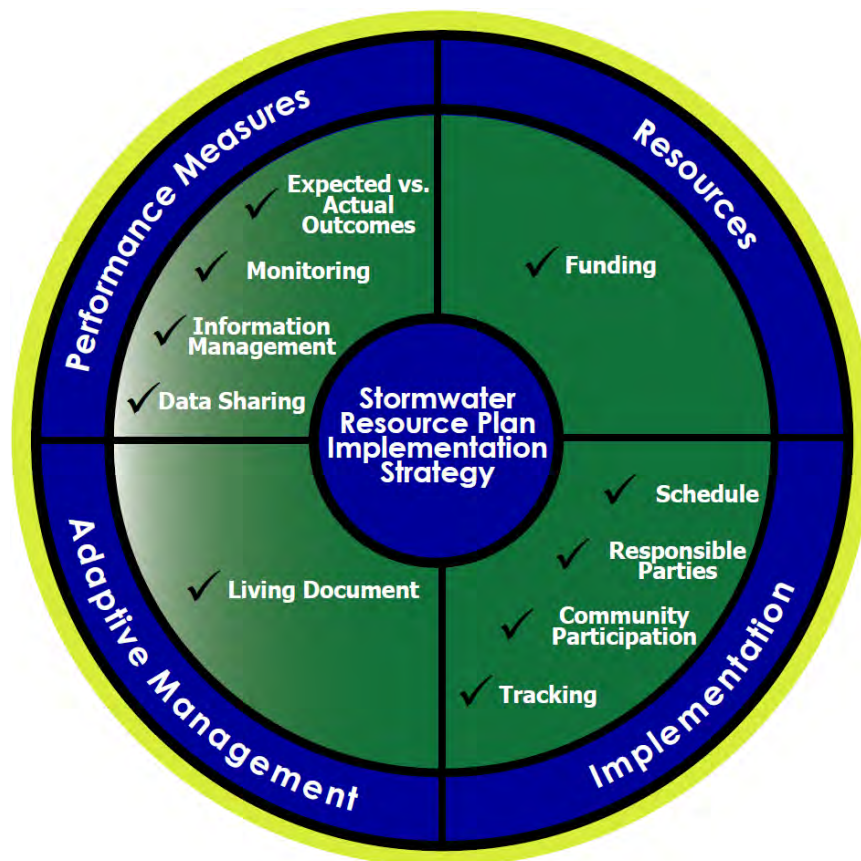 Performance Measures
Expected vs.
Actual
Outcomes
Monitoring
Information
Management
Data Sharing
Resources
Funding
Stormwater
Resource Plan
Implementation
Strategy
Adaptive Management
Living Document
Schedule
Responsible
Parties
Community
Participation
Tracking
Implementation